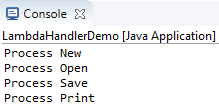 Console
LambdaHandlerDemo [Java Application]
Process New
Process Open
Process Save
Process Print